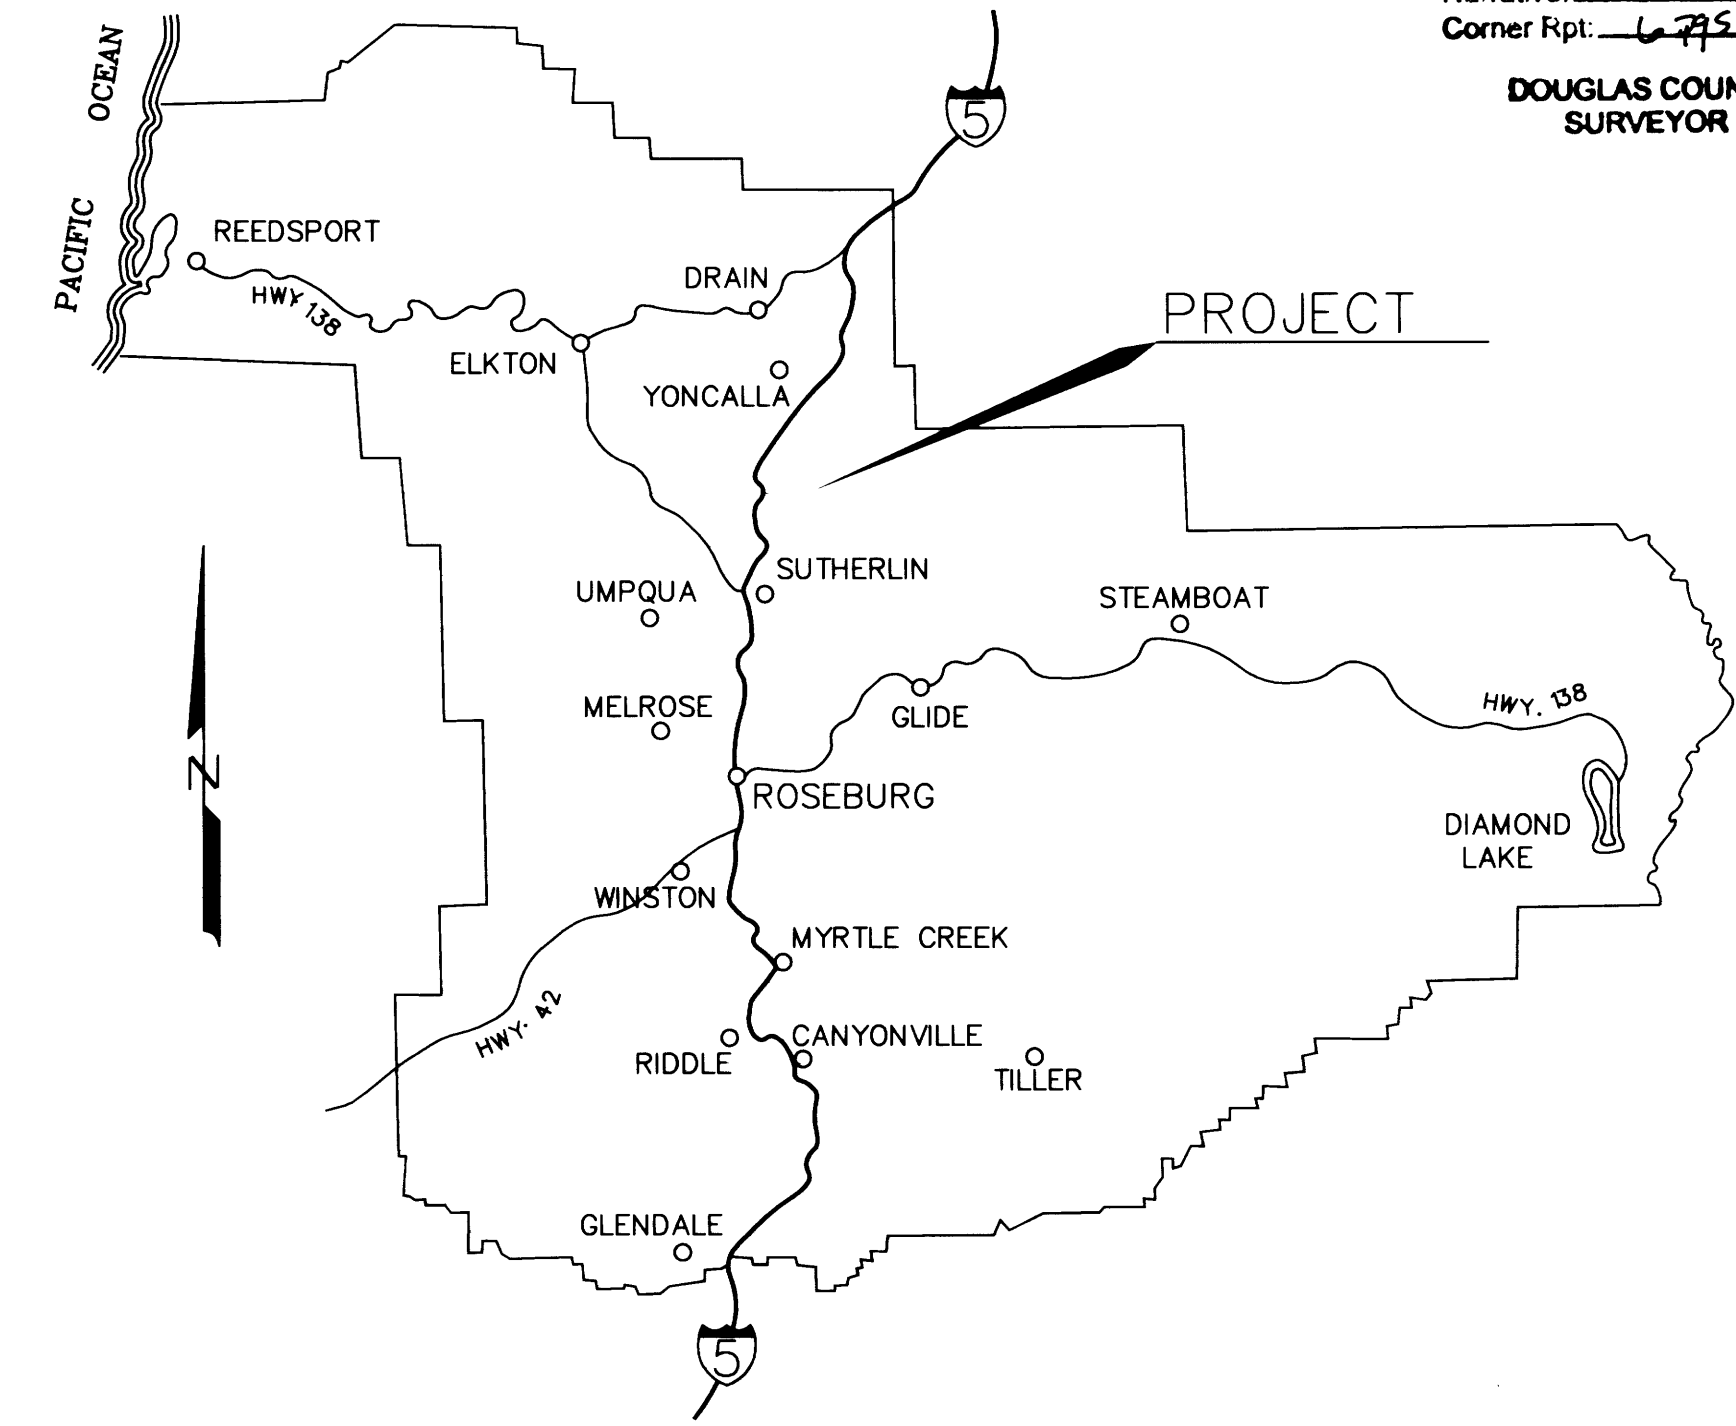 Corner Rpt:
DOUGLAS COUN
SURVEYOR
PACIFIC OCEAN
5
REEDSPORT
HWY 138
DRAIN
ELKTON
YONCALLA
PROJECT
SUTHERLIN
UMPQUA
STEAMBOAT
MELROSE
GLIDE
HWY. 138
ROSEBURG
N
DIAMOND
LAKE
WINSTON
MYRTLE CREEK
HWY. 42
CANYONVILLE
RIDDLE
TILLER
GLENDALE
5